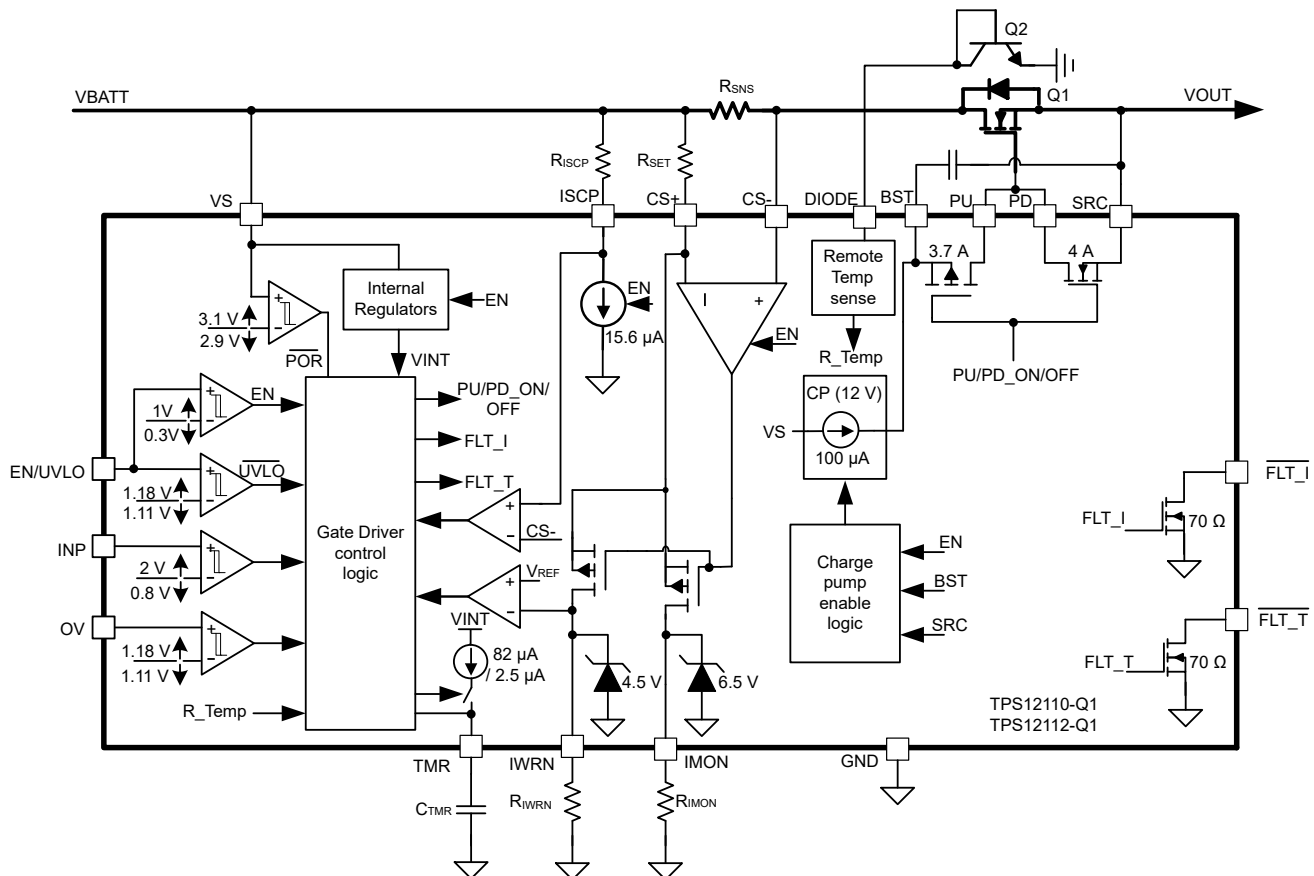 Q2
RSNS
VBATT
Q1
VOUT
RISCP
RSET
ISCP
CS+
CS-
DIODE
BST
PU
PD
SRC
VS
3.7 A
4 A
Remote
Temp
sense
Internal
Regulators
EN
EN
15.6 µA
I
+
EN
3.1 V
2.9 V
+
−
POR
VINT
R_Temp
PU/PD_ON/OFF
CP (12 V)
VS
100 µA
1V
0.3V
+
−
EN
PU/PD_ON/
OFF
FLT_I
FLT_T
EN/UVLO
UVLO
1.18 V
1.11 V
+
−
FLT_I
FLT_I
70 Ω
Gate Driver
control
logic
+
−
CS-
INP
2 V
0.8 V
+
−
Charge
pump
enable
logic
EN
BST
SRC
VREF
+
−
OV
1.18 V
1.11 V
+
−
VINT
82 µA
/ 2.5 µA
4.5 V
6.5 V
FLT_T
FLT_T
70 Ω
R_Temp
TPS12110-Q1
TPS12112-Q1
TMR
IWRN
IMON
GND
CTMR
RIWRN
RIMON